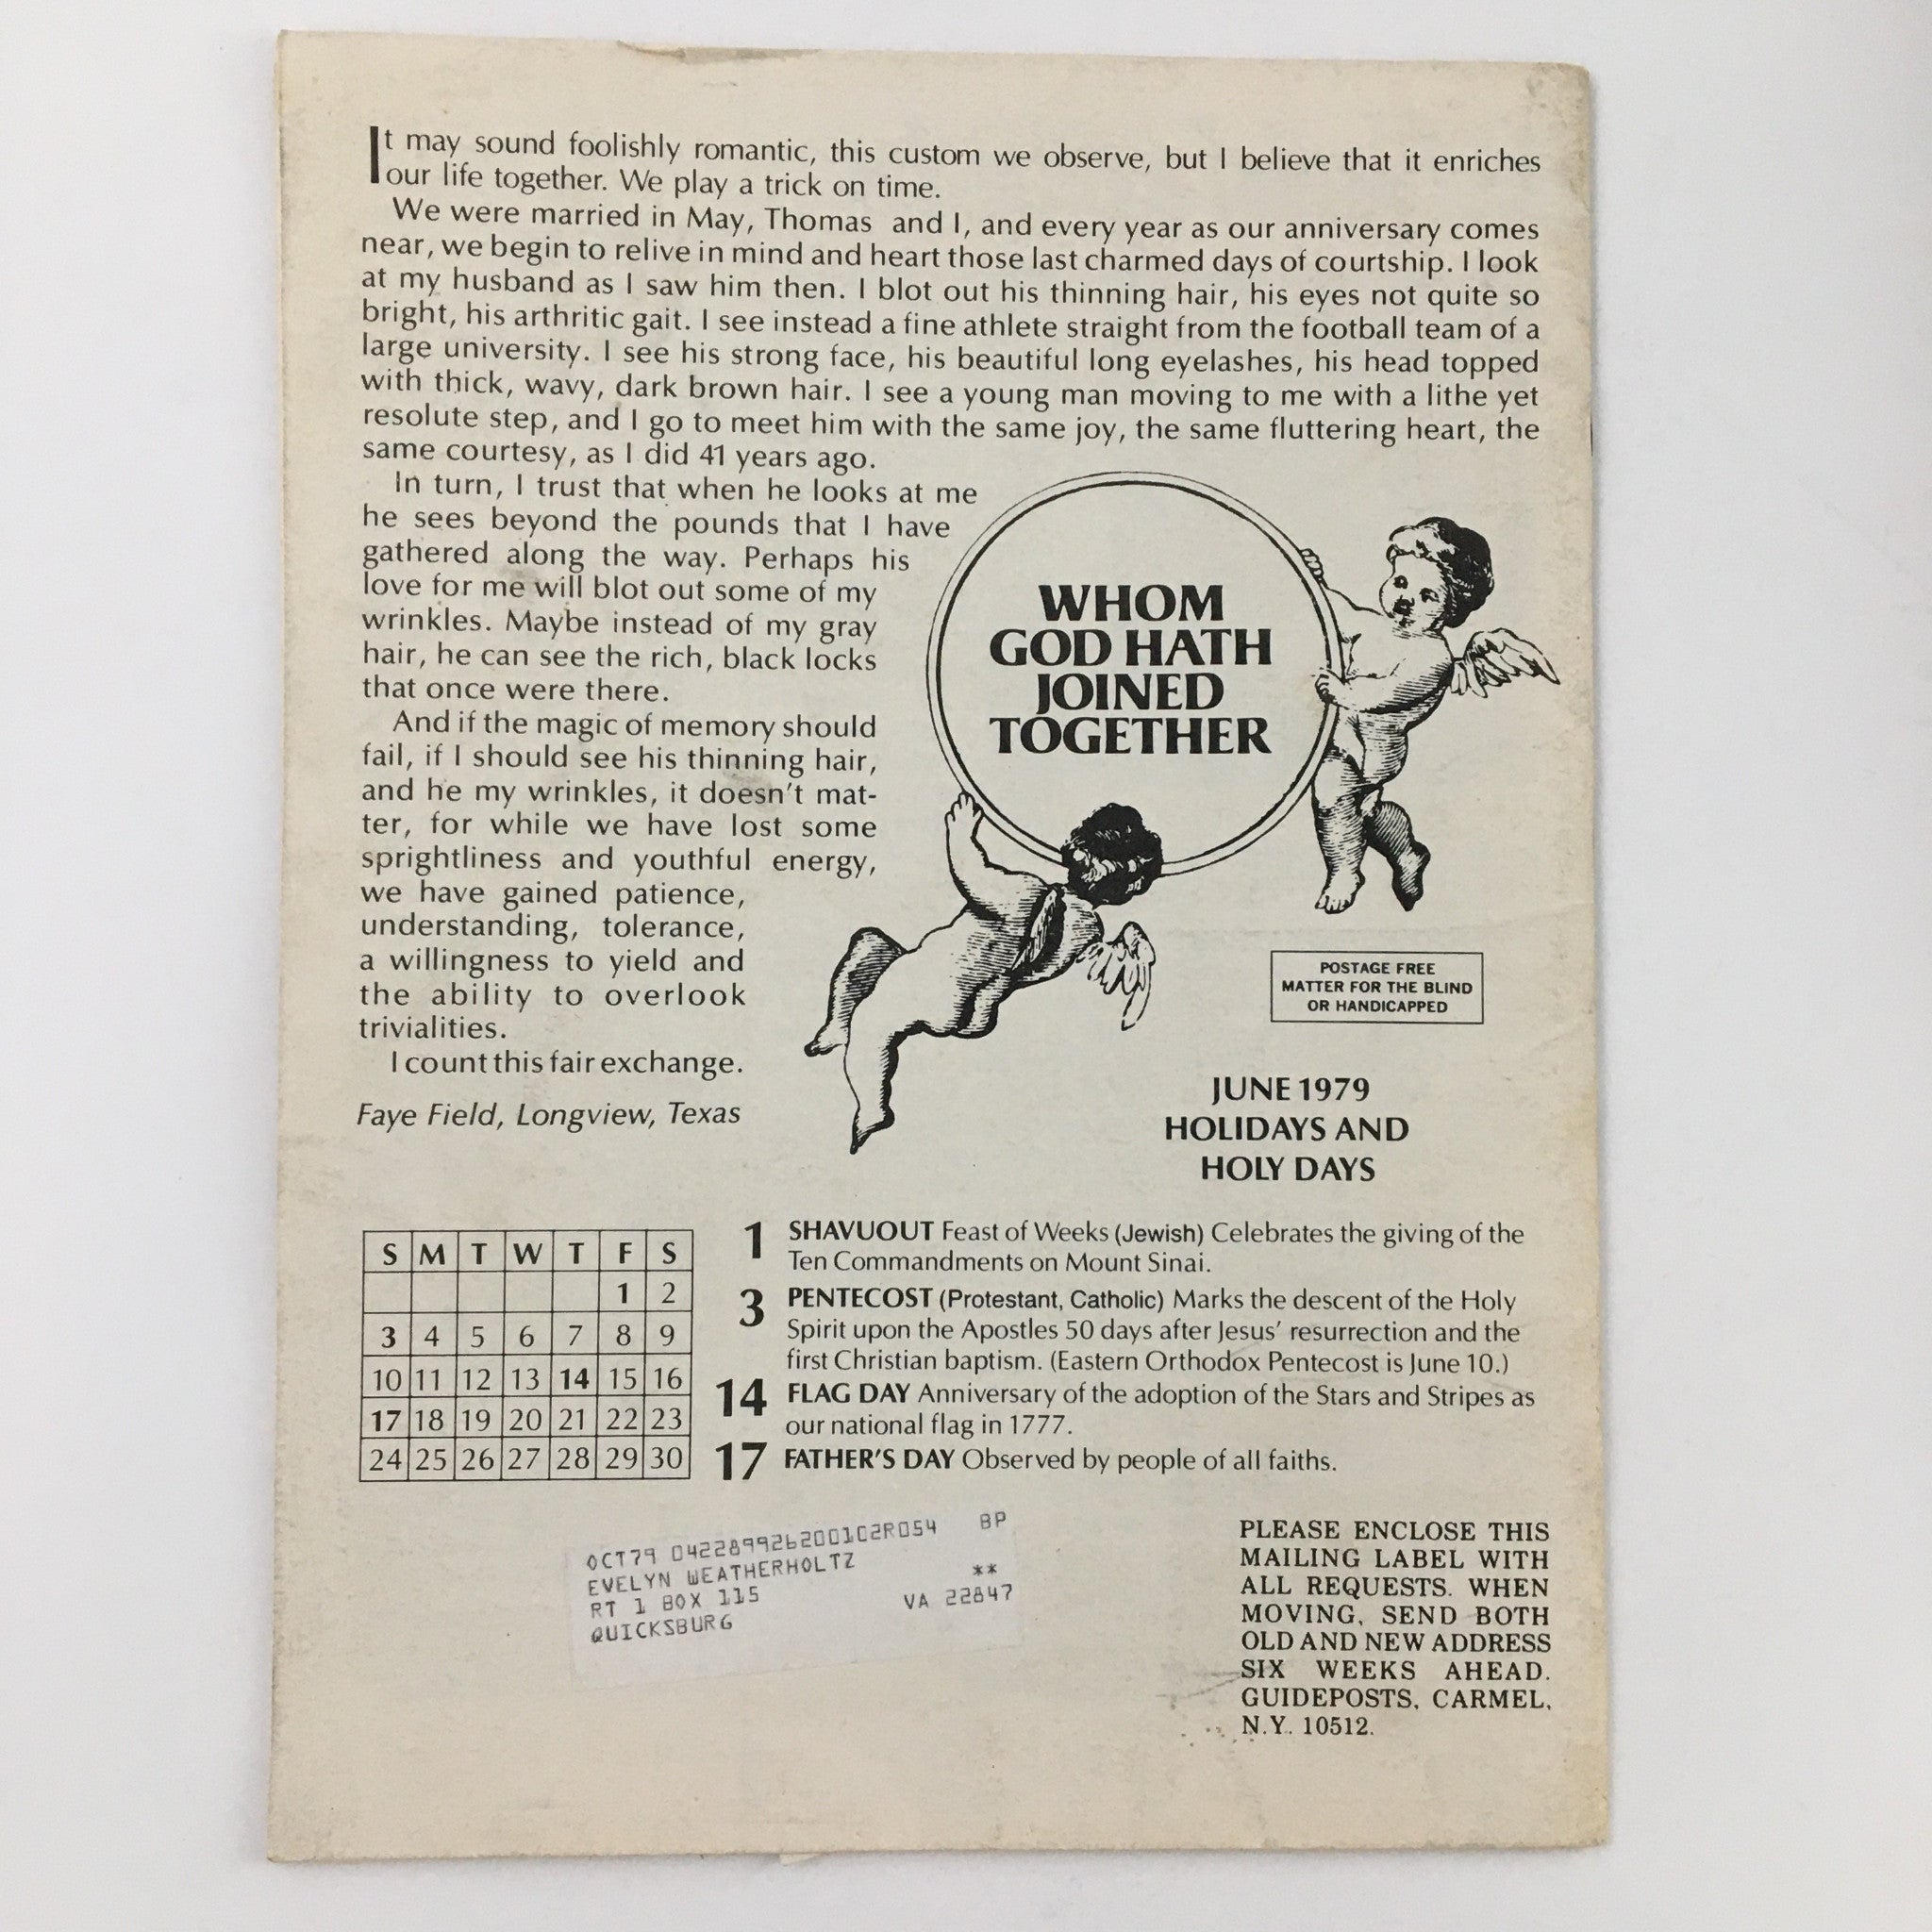 It may sound foolishly romantic, this custom we observe, but I believe that it enriches
our life together. We play a trick on time.
We were married in May, Thomas and I, and every year as our anniversary comes
near, we begin to relive in mind and heart those last charmed days of courtship. I look
at my husband as I saw him then. I blot out his thinning hair, his eyes not quite so
bright, his arthritic gait. I see instead a fine athlete straight from the football team of a
large university. I see his strong face, his beautiful long eyelashes, his head topped
with thick, wavy, dark brown hair. I see a young man moving to me with a lithe yet
resolute step, and I go to meet him with the same joy, the same fluttering heart, the
same courtesy, as I did 41 years ago.
In turn, I trust that when he looks at me
he sees beyond the pounds that I have
gathered along the way. Perhaps his
love for me will blot out some of my
wrinkles. Maybe instead of my gray
hair, he can see the rich, black locks
that once were there.
And if the magic of memory should
fail, if I should see his thinning hair,
and he my wrinkles, it doesn't mat-
ter, for while we have lost some
sprightliness and youthful energy,
we have gained patience,
understanding, tolerance,
a willingness to yield and
the ability to overlook
trivialities.
I count this fair exchange.
Faye Field, Longview, Texas
WHOM
GOD HATH
JOINED
TOGETHER
POSTAGE FREE
MATTER FOR THE BLIND
OR HANDICAPPED
JUNE 1979
HOLIDAYS AND
HOLY DAYS
S M T W T F S
1 2
3 4 5 6 7 8 9
10 11 12 13 14 15 16
17 18 19 20 21 22 23
24 25 26 27 28 29 30
1 SHAVUOUT Feast of Weeks (Jewish) Celebrates the giving of the
Ten Commandments on Mount Sinai.
3 PENTECOST (Protestant, Catholic) Marks the descent of the Holy
Spirit upon the Apostles 50 days after Jesus' resurrection and the
first Christian baptism. (Eastern Orthodox Pentecost is June 10.)
14 FLAG DAY Anniversary of the adoption of the Stars and Stripes as
our national flag in 1777.
17 FATHER'S DAY Observed by people of all faiths.
OCT79 0422899262001C2R054 BP
EVELYN WEATHERHOLTZ
RT 1 BOX 115 **
QUICKSBURG VA 22847
PLEASE ENCLOSE THIS
MAILING LABEL WITH
ALL REQUESTS. WHEN
MOVING, SEND BOTH
OLD AND NEW ADDRESS
SIX WEEKS AHEAD.
GUIDEPOSTS, CARMEL,
N.Y. 10512.